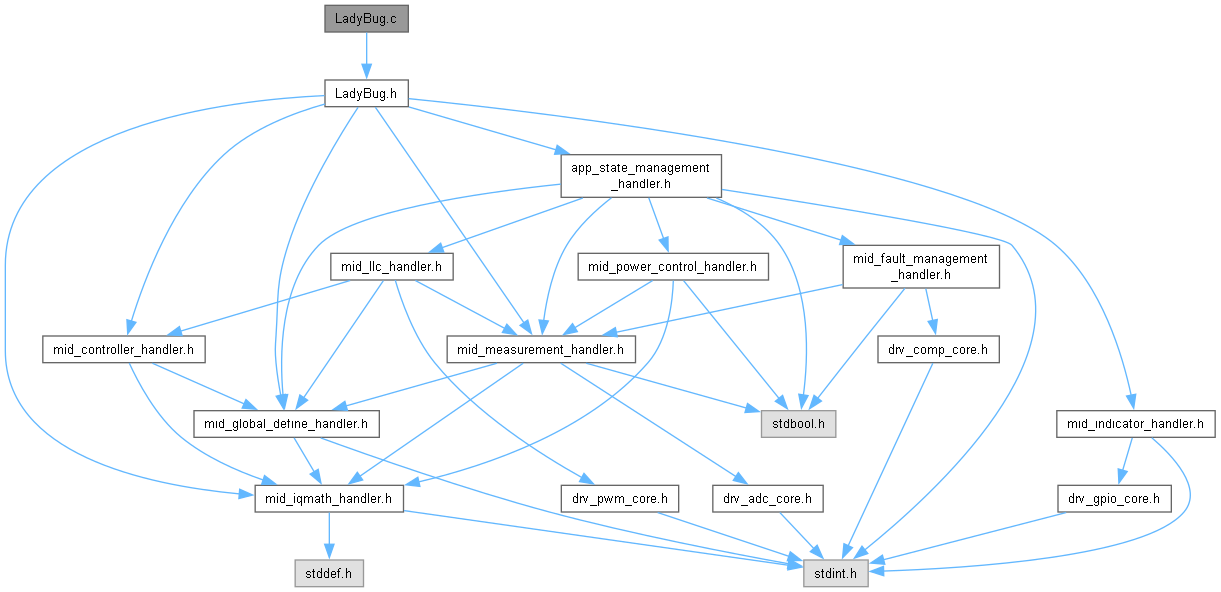 LadyBug.c
LadyBug.h
app_state_management
_handler.h
mid_llc_handler.h
mid_power_control_handler.h
mid_fault_management
_handler.h
mid_controller_handler.h
mid_measurement_handler.h
drv_comp_core.h
mid_global_define_handler.h
stdbool.h
mid_indicator_handler.h
mid_iqmath_handler.h
drv_pwm_core.h
drv_adc_core.h
drv_gpio_core.h
stddef.h
stdint.h